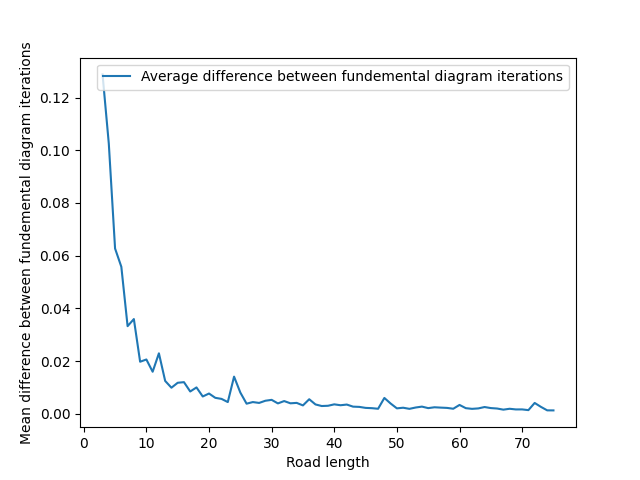 Average difference between fundemental diagram iterations
Mean difference between fundemental diagram iterations
0.12
0.10
0.08
0.06
0.04
0.02
0.00
0 10 20 30 40 50 60 70
Road length